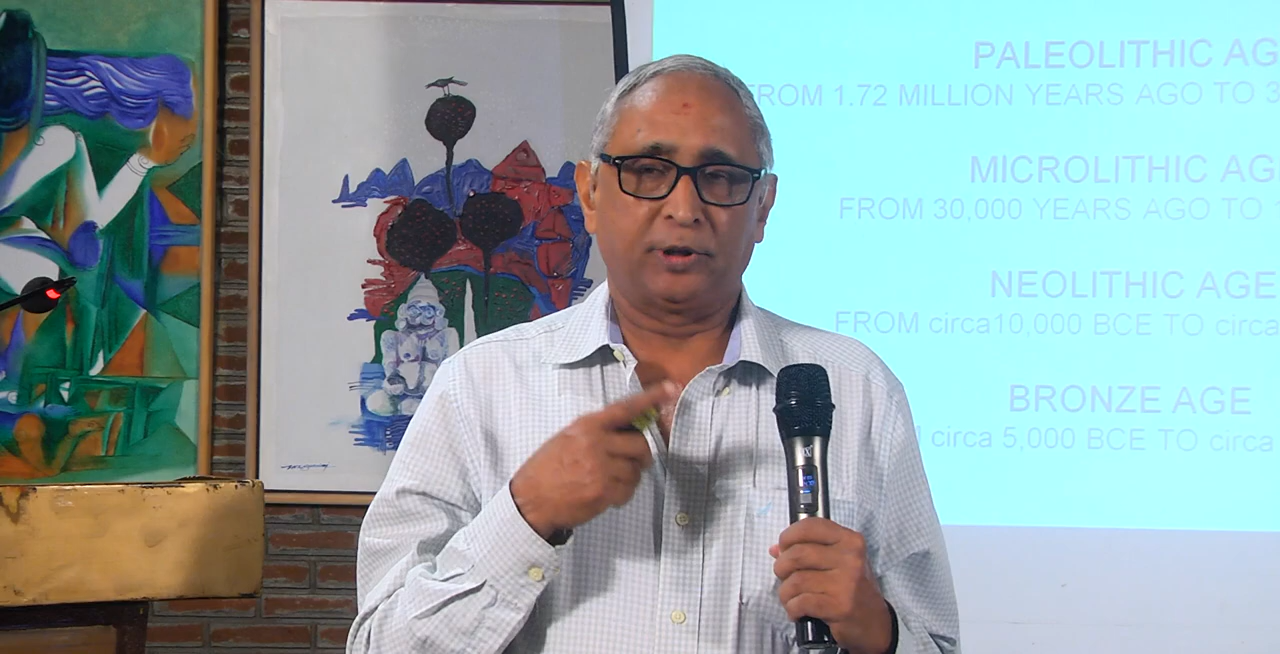 PALEOLITHIC AG
ROM 1.72 MILLION YEARS AGO TO 3
MICROLITHIC AG
FROM 30,000 YEARS AGO TO
NEOLITHIC AGE
FROM circa10,000 BCE TO circa
BRONZE AGE
circa 5,000 BCE TO circa